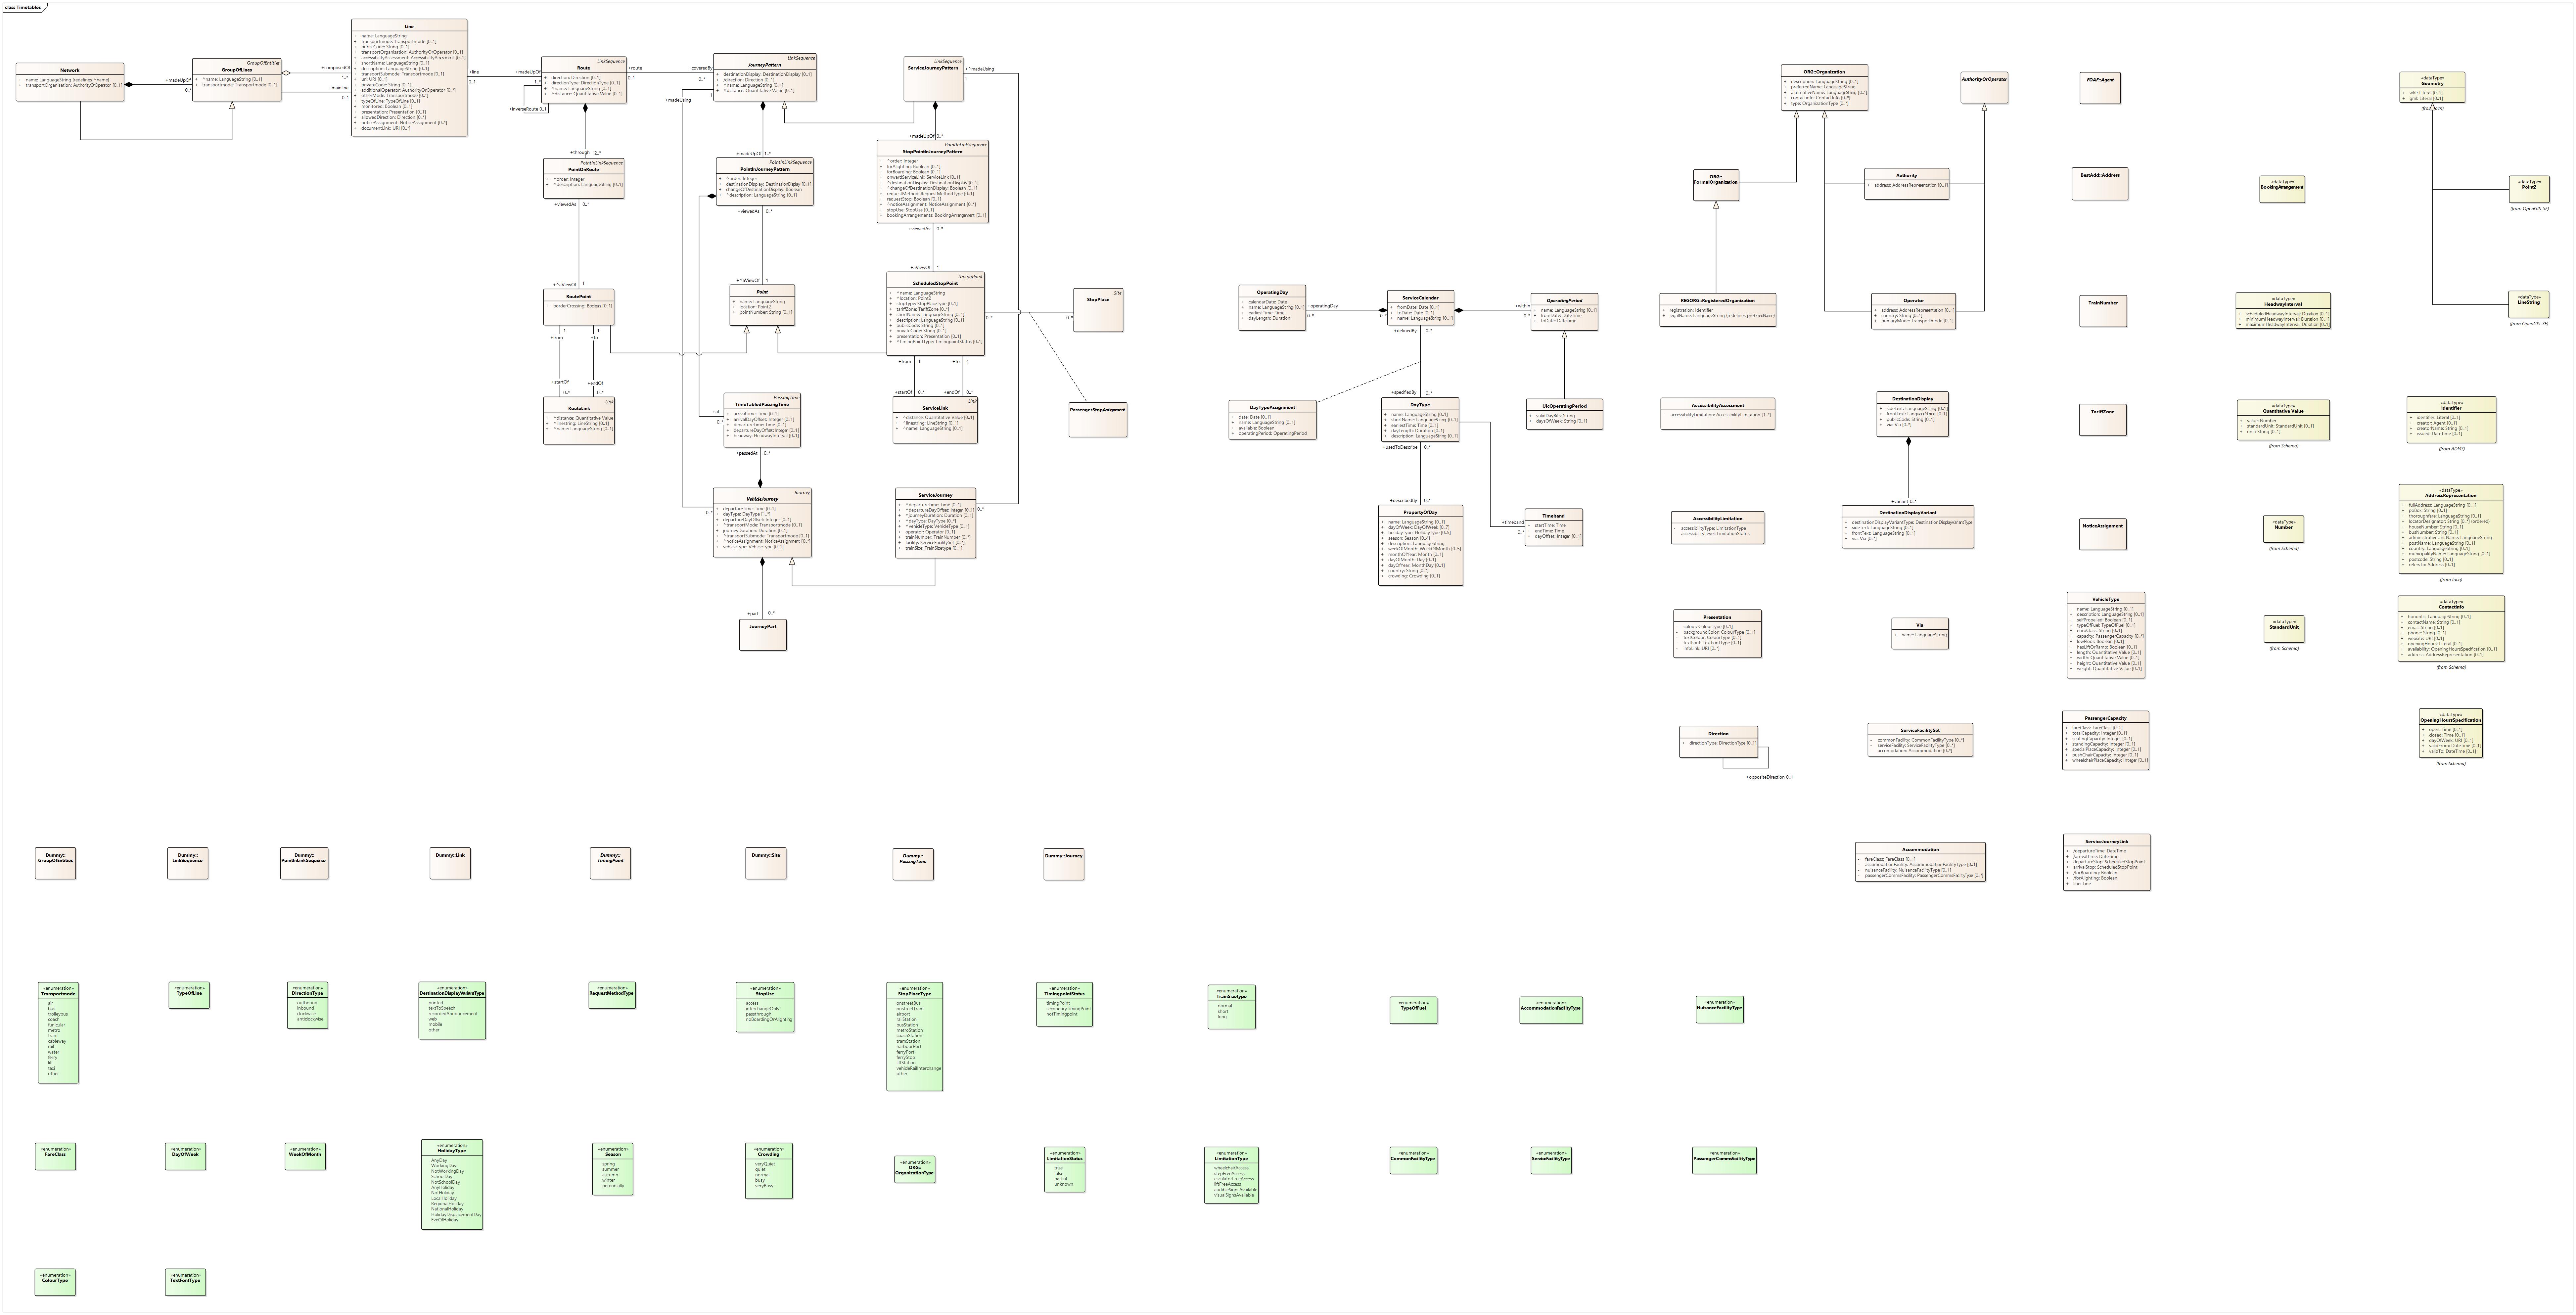 class Timetables
Network
+ name: LanguageString {redefines ^name}
+ transportOrganisation: AuthorityOrOperator [0..1]
+madeUpOf
0..*
GroupOfEntities
GroupOfLines
+ ^name: LanguageString [0..1]
+ transportmode: Transportmode [0..1]
+composedOf
1..*
+mainline
0..1
Line
+ name: LanguageString
+ transportmode: Transportmode [0..1]
+ publicCode: String [0..1]
+ transportOrganisation: AuthorityOrOperator [0..1]
+ accessibilityAssessment: AccessibilityAssessment [0..1]
+ shortName: LanguageString [0..1]
+ description: LanguageString [0..1]
+ transportSubmode: Transportmode [0..1]
+ url: URI [0..1]
+ privateCode: String [0..1]
+ additionalOperator: AuthorityOrOperator [0..*]
+ otherMode: Transportmode [0..*]
+ presentation: Presentation [0..1]
+ typeOfLine: TypeOfLine [0..1]
+ monitored: Boolean [0..1]
+ allowedDirection: Direction [0..*]
+ noticeAssignment: NoticeAssignment [0..*]
+ documentLink: URI [0..*]
+line
0..1
+madeUpOf
1..*
LinkSequence
Route
+ direction: Direction [0..1]
+ directionType: DirectionType [0..1]
+ ^name: LanguageString [0..1]
+ ^distance: Quantitative Value [0..1]
+inverseRoute 0..1
+route
0..1
+coveredBy
0..*
LinkSequence
JourneyPattern
+ destinationDisplay: DestinationDisplay [0..1]
+ /direction: Direction [0..1]
+ ^name: LanguageString [0..1]
+ ^distance: Quantitative Value [0..1]
+madeUsing
1
LinkSequence
ServiceJourneyPattern
+^madeUsing
1
+through 2..*
PointInLinkSequence
PointOnRoute
+ ^order: Integer
+ ^description: LanguageString [0..1]
+viewedAs 0..*
+^aViewOf 1
+madeUpOf 1..*
PointInLinkSequence
PointInJourneyPattern
+ ^order: Integer
+ destinationDisplay: DestinationDisplay [0..1]
+ changeOfDestinationDisplay: Boolean
+ ^description: LanguageString [0..1]
+viewedAs 0..*
+^aViewOf 1
+madeUpOf 0..*
PointInLinkSequence
StopPointInJourneyPattern
+ ^order: Integer
+ forAlighting: Boolean [0..1]
+ forBoarding: Boolean [0..1]
+ onwardServiceLink: ServiceLink [0..1]
+ ^destinationDisplay: DestinationDisplay [0..1]
+ ^changeOfDestinationDisplay: Boolean [0..1]
+ requestMethod: RequestMethodType [0..1]
+ requestStop: Boolean [0..1]
+ ^noticeAssignment: NoticeAssignment [0..*]
+ stopUse: StopUse [0..1]
+ bookingArrangements: BookingArrangement [0..1]
+viewedAs 0..*
+aViewOf 1
RoutePoint
+ borderCrossing: Boolean [0..1]
1 1
+from +to
+startOf +endOf
0..* 0..*
Link
RouteLink
+ ^distance: Quantitative Value
+ ^linestring: LineString [0..1]
+ ^name: LanguageString [0..1]
Point
+ name: LanguageString
+ location: Point2
+ pointNumber: String [0..1]
TimingPoint
ScheduledStopPoint
+ ^name: LanguageString
+ ^location: Point2
+ stopType: StopPlaceType [0..1]
+ tariffZone: TariffZone [0..*]
+ shortName: LanguageString [0..1]
+ description: LanguageString [0..1]
+ publicCode: String [0..1]
+ privateCode: String [0..1]
+ presentation: Presentation [0..1]
+ ^timingPointType: TimingpointStatus [0..1]
0..*
0..*
Site
StopPlace
PassengerStopAssignment
+from 1 +to 1
+startOf 0..* +endOf 0..*
Link
ServiceLink
+ ^distance: Quantitative Value [0..1]
+ ^linestring: LineString [0..1]
+ ^name: LanguageString [0..1]
+at
0..*
PassingTime
TimeTabledPassingTime
+ arrivalTime: Time [0..1]
+ arrivalDayOffset: Integer [0..1]
+ departureTime: Time [0..1]
+ departureDayOffset: Integer [0..1]
+ headway: HeadwayInterval [0..1]
+passedAt 0..*
0..*
Journey
VehicleJourney
+ departureTime: Time [0..1]
+ dayType: DayType [1..*]
+ departureDayOffset: Integer [0..1]
+ ^transportMode: Transportmode [0..1]
+ journeyDuration: Duration [0..1]
+ ^transportSubmode: Transportmode [0..1]
+ ^noticeAssignment: NoticeAssignment [0..*]
+ vehicleType: VehicleType [0..1]
0..*
ServiceJourney
+ ^departureTime: Time [0..1]
+ ^departureDayOffset: Integer [0..1]
+ ^journeyDuration: Duration [0..1]
+ ^dayType: DayType [0..*]
+ ^vehicleType: VehicleType [0..1]
+ operator: Operator [0..1]
+ trainNumber: TrainNumber [0..*]
+ facility: ServiceFacilitySet [0..*]
+ trainSize: TrainSizetype [0..1]
+part 0..*
JourneyPart
OperatingDay
+ calendarDate: Date
+ name: LanguageString [0..1]
+ earliestTime: Time
+ dayLength: Duration
+operatingDay
0..*
0..*
ServiceCalendar
+ fromDate: Date [0..1]
+ toDate: Date [0..1]
+ name: LanguageString [0..1]
+within
0..*
OperatingPeriod
+ name: LanguageString [0..1]
+ fromDate: DateTime
+ toDate: DateTime
+definedBy 0..*
+specifiedBy 0..*
DayTypeAssignment
+ date: Date [0..1]
+ name: LanguageString [0..1]
+ available: Boolean
+ operatingPeriod: OperatingPeriod
DayType
+ name: LanguageString [0..1]
+ shortName: LanguageString [0..1]
+ earliestTime: Time [0..1]
+ dayLength: Duration [0..1]
+ description: LanguageString [0..1]
UicOperatingPeriod
+ validDayBits: String
+ daysOfWeek: String [0..1]
+usedToDescribe 0..*
+describedBy 0..*
PropertyOfDay
+ name: LanguageString [0..1]
+ dayOfWeek: DayOfWeek [0..7]
+ holidayType: HolidayType [0..5]
+ season: Season [0..4]
+ description: LanguageString
+ weekOfMonth: WeekOfMonth [0..5]
+ monthOfYear: Month [0..1]
+ dayOfMonth: Day [0..1]
+ dayOfYear: MonthDay [0..1]
+ country: String [0..*]
+ crowding: Crowding [0..1]
+timeband
0..*
Timeband
+ startTime: Time
+ endTime: Time
+ dayOffset: Integer [0..1]
ORG::Organization
+ description: LanguageString [0..1]
+ preferredName: LanguageString
+ alternativeName: LanguageString [0..*]
+ contactInfo: ContactInfo [0..*]
+ type: OrganizationType [0..1]
AuthorityOrOperator
FOAF::Agent
ORG::
FormalOrganization
Authority
+ address: AddressRepresentation [0..1]
BestAdd::Address
REGORG::RegisteredOrganization
+ registration: Identifier
+ legalName: LanguageString {redefines preferredName}
Operator
+ address: AddressRepresentation [0..1]
+ country: String [0..1]
+ primaryMode: Transportmode [0..1]
TrainNumber
AccessibilityAssessment
- accessibilityLimitation: AccessibilityLimitation [1..*]
DestinationDisplay
+ sideText: LanguageString [0..1]
+ frontText: LanguageString [0..1]
+ publicCode: String [0..1]
+ via: Via [0..*]
TariffZone
+variant 0..*
AccessibilityLimitation
- accessibilityType: LimitationType
- accessibilityLevel: LimitationStatus
DestinationDisplayVariant
+ destinationDisplayVariantType: DestinationDisplayVariantType
+ sideText: LanguageString [0..1]
+ frontText: LanguageString [0..1]
+ via: Via [0..*]
NoticeAssignment
Presentation
- colour: ColourType [0..1]
- backgroundColor: ColourType [0..1]
- textColour: ColourType [0..1]
- textFont: TextFontType [0..1]
- infoLink: URI [0..*]
Via
+ name: LanguageString
VehicleType
+ name: LanguageString [0..1]
+ description: LanguageString [0..1]
+ selfPropelled: Boolean [0..1]
+ typeOfFuel: TypeOfFuel [0..1]
+ euroClass: String [0..1]
+ capacity: PassengerCapacity [0..*]
+ lowFloor: Boolean [0..1]
+ hasLiftOrRamp: Boolean [0..1]
+ length: Quantitative Value [0..1]
+ width: Quantitative Value [0..1]
+ height: Quantitative Value [0..1]
+ weight: Quantitative Value [0..1]
Direction
+ directionType: DirectionType [0..1]
+oppositeDirection 0..1
ServiceFacilitySet
- commonFacility: CommonFacilityType [0..*]
- serviceFacility: ServiceFacilityType [0..*]
- accomodation: Accommodation [0..*]
PassengerCapacity
+ fareClass: FareClass [0..1]
+ totalCapacity: Integer [0..1]
+ seatingCapacity: Integer [0..1]
+ standingCapacity: Integer [0..1]
+ specialPlaceCapacity: Integer [0..1]
+ pushChairCapacity: Integer [0..1]
+ wheelchairPlaceCapacity: Integer [0..1]
Accommodation
- fareClass: FareClass [0..1]
- accomodationFacility: AccommodationFacilityType [0..1]
- nuisanceFacility: NuisanceFacilityType [0..1]
- passengerCommsFacility: PassengerCommsFacilityType [0..*]
ServiceJourneyLink
+ /departureTime: DateTime
+ /arrivalTime: DateTime
+ departureStop: ScheduledStopPoint
+ arrivalStop: ScheduledStopPoint
+ /forBoarding: Boolean
+ /forAlighting: Boolean
+ line: Line
«dataType»
Geometry
+ wkt: Literal [0..1]
+ gml: Literal [0..1]
«dataType»
BookingArrangement
«dataType»
Point2
(from OpenGIS-SF)
«dataType»
HeadwayInterval
+ scheduledHeadwayInterval: Duration [0..1]
+ minimumHeadwayInterval: Duration [0..1]
+ maximumHeadwayInterval: Duration [0..1]
«dataType»
LineString
(from OpenGIS-SF)
«dataType»
Quantitative Value
+ value: Number
+ standardUnit: StandardUnit [0..1]
+ unit: String [0..1]
(from Schema)
«dataType»
Identifier
+ identifier: Literal [0..1]
+ creator: Agent [0..1]
+ creatorName: String [0..1]
+ issued: DateTime [0..1]
(from ADMS)
«dataType»
Number
(from Schema)
«dataType»
AddressRepresentation
+ fullAddress: LanguageString [0..1]
+ poBox: String [0..1]
+ thoroughfare: LanguageString [0..1]
+ locatorDesignator: String [0..*] {ordered}
+ houseNumber: String [0..1]
+ busNumber: String [0..1]
+ administrativeUnitName: LanguageString
+ postName: LanguageString [0..1]
+ country: LanguageString [0..1]
+ municipalityName: LanguageString [0..1]
+ postcode: String [0..1]
+ refersTo: Address [0..1]
(from locn)
«dataType»
StandardUnit
(from Schema)
«dataType»
ContactInfo
+ honorific: LanguageString [0..1]
+ contactName: String [0..1]
+ email: String [0..1]
+ phone: String [0..1]
+ website: URI [0..1]
+ openingHours: Literal [0..1]
+ availability: OpeningHoursSpecification [0..1]
+ address: AddressRepresentation [0..1]
(from Schema)
«dataType»
OpeningHoursSpecification
+ open: Time [0..1]
+ closed: Time [0..1]
+ dayOfWeek: URI [0..1]
+ validFrom: DateTime [0..1]
+ validTo: DateTime [0..1]
(from Schema)
Dummy::
GroupOfEntities
Dummy::
LinkSequence
Dummy::
PointInLinkSequence
Dummy::Link
Dummy::
TimingPoint
Dummy::Site
Dummy::
PassingTime
Dummy::Journey
«enumeration»
Transportmode
air
bus
trolleybus
coach
funicular
metro
tram
cableway
rail
water
ferry
lift
taxi
other
«enumeration»
TypeOfLine
«enumeration»
DirectionType
outbound
inbound
clockwise
anticlockwise
«enumeration»
DestinationDisplayVariantType
printed
textToSpeech
recordedAnnouncement
web
mobile
other
«enumeration»
RequestMethodType
«enumeration»
StopUse
access
interchangeOnly
passthrough
noBoardingOrAlighting
«enumeration»
StopPlaceType
onstreetBus
onstreetTram
airport
railStation
busStation
metroStation
coachStation
tramStation
harbourPort
ferryPort
ferryStop
liftStation
vehicleRailInterchange
other
«enumeration»
TimingpointStatus
timingPoint
secondaryTimingPoint
notTimingpoint
«enumeration»
TrainSizetype
normal
short
long
«enumeration»
TypeOfFuel
«enumeration»
AccommodationFacilityType
«enumeration»
NuisanceFacilityType
«enumeration»
FareClass
«enumeration»
DayOfWeek
«enumeration»
WeekOfMonth
«enumeration»
HolidayType
AnyDay
WorkingDay
NotWorkingDay
SchoolDay
NotSchoolDay
AnyHoliday
NotHoliday
LocalHoliday
RegionalHoliday
NationalHoliday
HolidayDisplacementDay
EveOfHoliday
«enumeration»
Season
spring
summer
autumn
winter
perennially
«enumeration»
Crowding
veryQuiet
quiet
normal
busy
veryBusy
«enumeration»
ORG::
OrganizationType
«enumeration»
LimitationStatus
true
false
partial
unknown
«enumeration»
LimitationType
wheelchairAccess
stepFreeAccess
escalatorFreeAccess
liftFreeAccess
audibleSignsAvailable
visualSignsAvailable
«enumeration»
CommonFacilityType
«enumeration»
ServiceFacilityType
«enumeration»
PassengerCommsFacilityType
«enumeration»
ColourType
«enumeration»
TextFontType